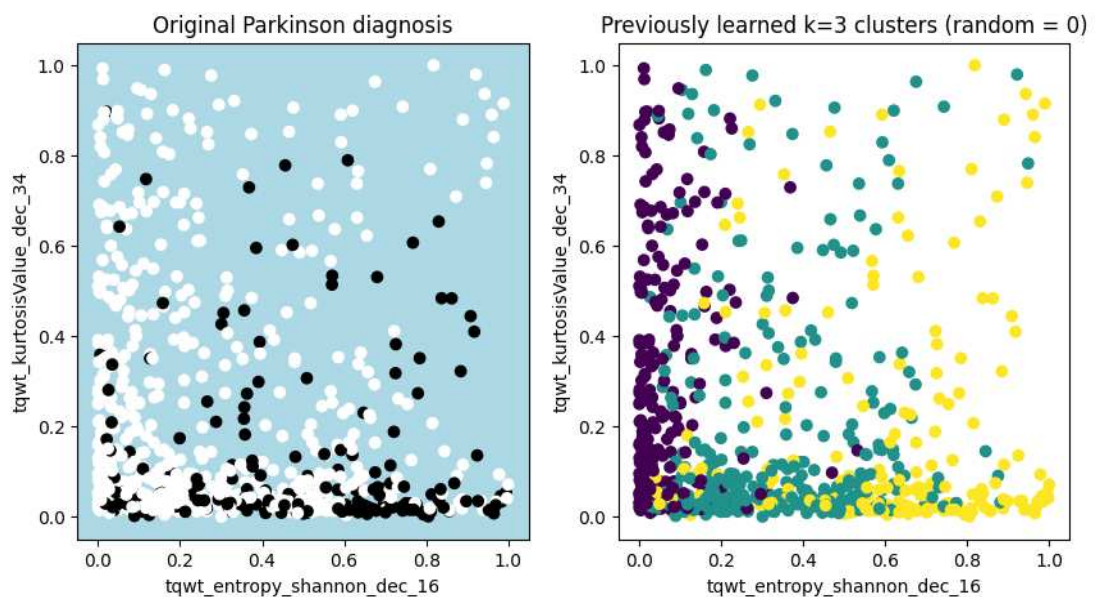 Original Parkinson diagnosis
1.0
0.8
0.6
0.4
0.2
0.0
tqwt_kurtosisValue_dec_34
0.0 0.2 0.4 0.6 0.8 1.0
tqwt_entropy_shannon_dec_16
Previously learned k=3 clusters (random = 0)
1.0
0.8
0.6
0.4
0.2
0.0
tqwt_kurtosisValue_dec_34
0.0 0.2 0.4 0.6 0.8 1.0
tqwt_entropy_shannon_dec_16